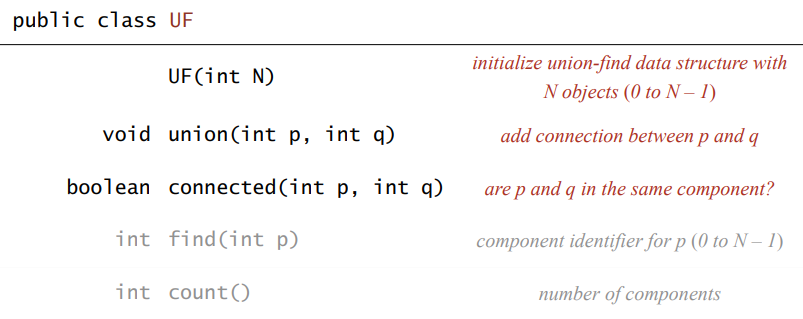 public class UF
UF(int N)
initialize union-find data structure with
N objects (0 to N – 1)
void union(int p, int q)
add connection between p and q
boolean connected(int p, int q)
are p and q in the same component?
int find(int p)
component identifier for p (0 to N – 1)
int count()
number of components